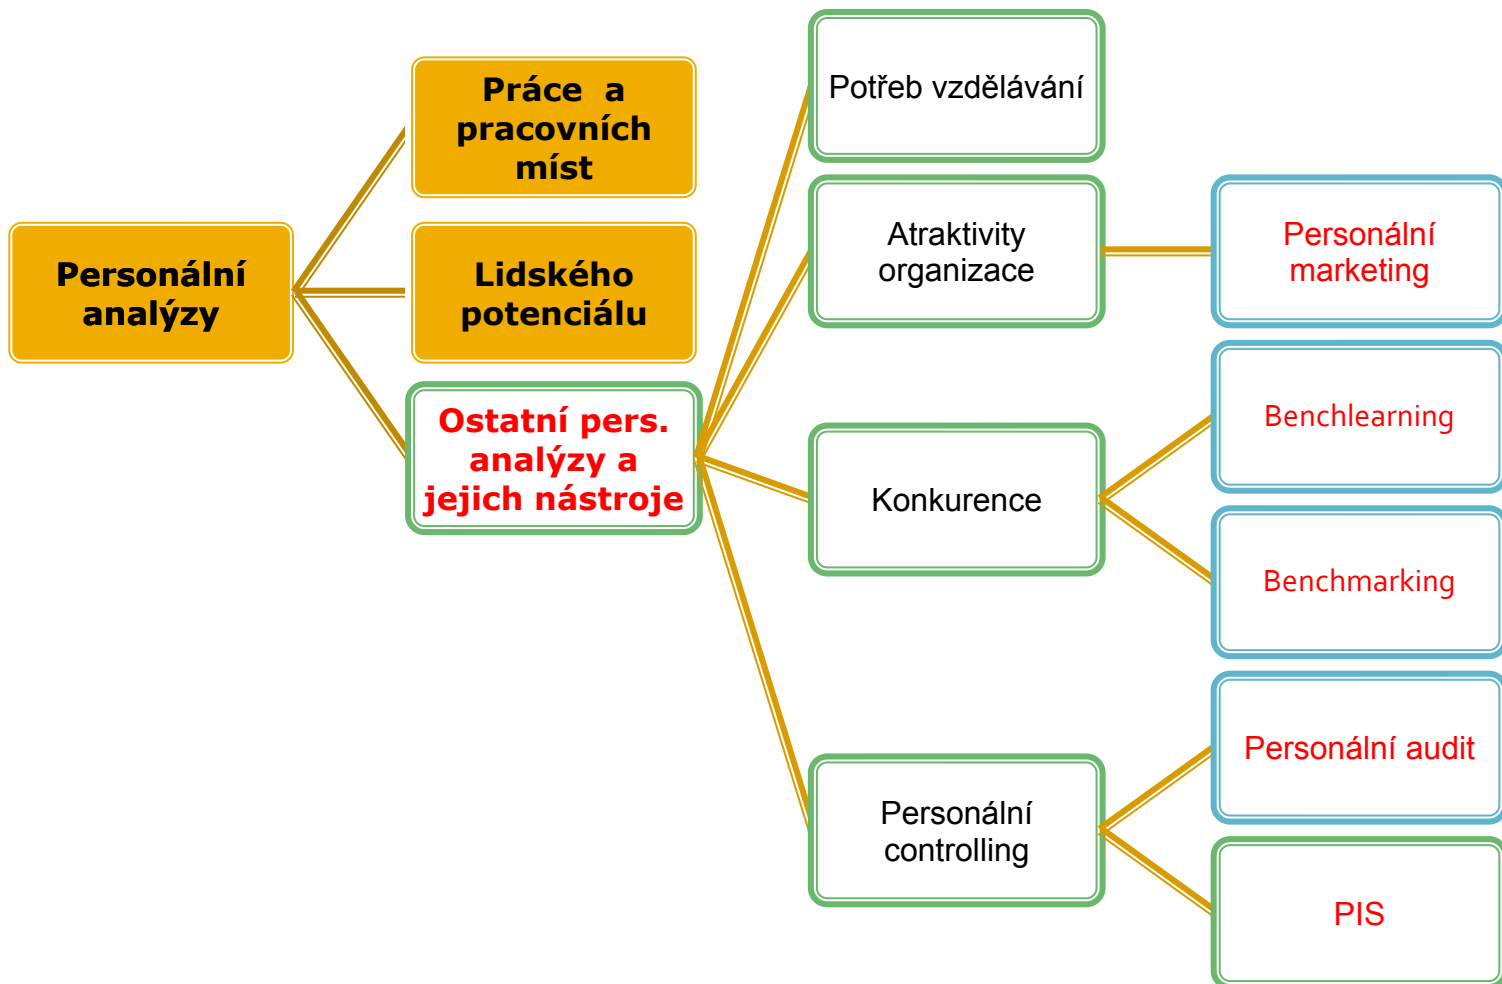 Personální
analýzy
Práce a
pracovních
míst
Lidského
potenciálu
Ostatní pers.
analýzy a
jejich nástroje
Potřeb vzdělávání
Atraktivity
organizace
Konkurence
Personální
controlling
Personální
marketing
Benchlearning
Benchmarking
Personální audit
PIS